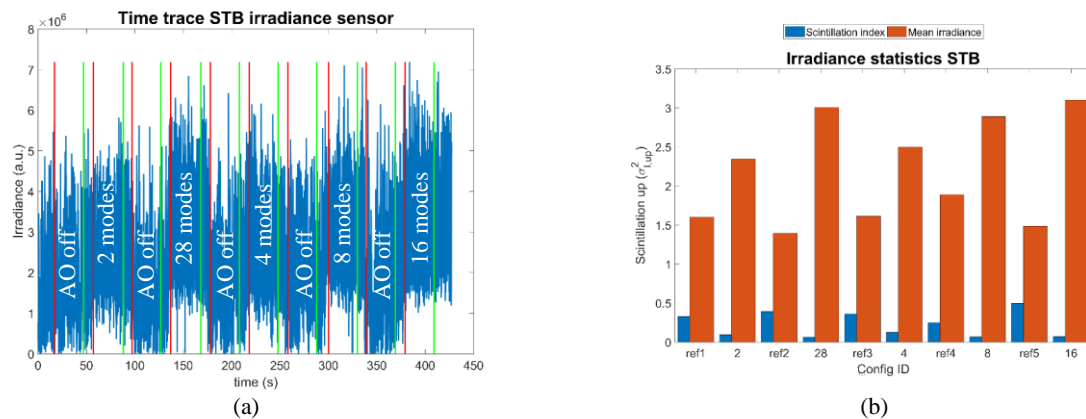 Time trace STB irradiance sensor
×10⁶
8
7
6
5
4
3
2
1
0
Irradiance (a.u.)
AO off
2 modes
AO off
28 modes
AO off
4 modes
AO off
8 modes
AO off
16 modes
0 50 100 150 200 250 300 350 400 450
time (s)
(a)
Scintillation index Mean irradiance
Irradiance statistics STB
3.5
3
2.5
2
1.5
1
0.5
0
Scintillation up (σ²I,up)
ref1 2 ref2 28 ref3 4 ref4 8 ref5 16
Config ID
(b)